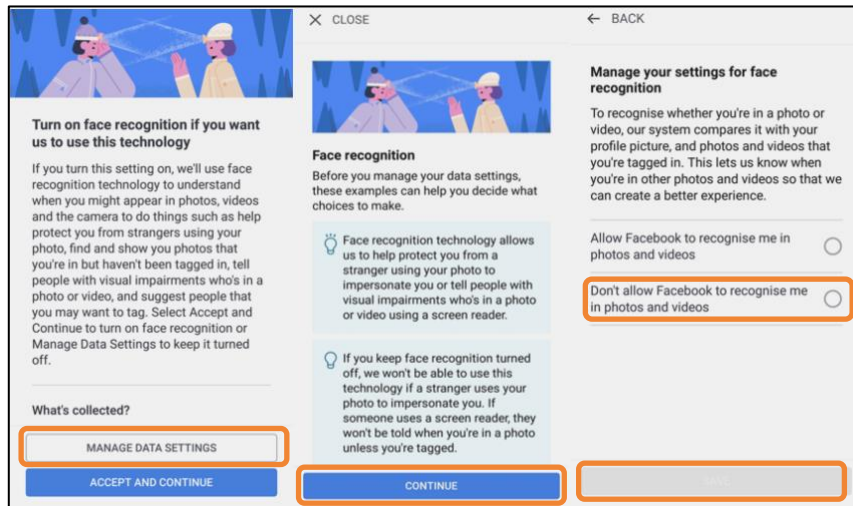 Turn on face recognition if you want
us to use this technology
If you turn this setting on, we'll use face
recognition technology to understand
when you might appear in photos, videos
and the camera to do things such as help
protect you from strangers using your
photo, find and show you photos that
you're in but haven't been tagged in, tell
people with visual impairments who's in a
photo or video, and suggest people that
you may want to tag. Select Accept and
Continue to turn on face recognition or
Manage Data Settings to keep it turned
off.
What's collected?
MANAGE DATA SETTINGS
ACCEPT AND CONTINUE
CLOSE
Face recognition
Before you manage your data settings,
these examples can help you decide what
choices to make.
Face recognition technology allows
us to help protect you from a
stranger using your photo to
impersonate you or tell people with
visual impairments who's in a photo
or video using a screen reader.
If you keep face recognition turned
off, we won't be able to use this
technology if a stranger uses your
photo to impersonate you. If
someone uses a screen reader, they
won't be told when you're in a photo
unless you're tagged.
CONTINUE
BACK
Manage your settings for face
recognition
To recognise whether you're in a photo or
video, our system compares it with your
profile picture, and photos and videos that
you're tagged in. This lets us know when
you're in other photos and videos so that we
can create a better experience.
Allow Facebook to recognise me in
photos and videos
Don't allow Facebook to recognise me
in photos and videos
SAVE